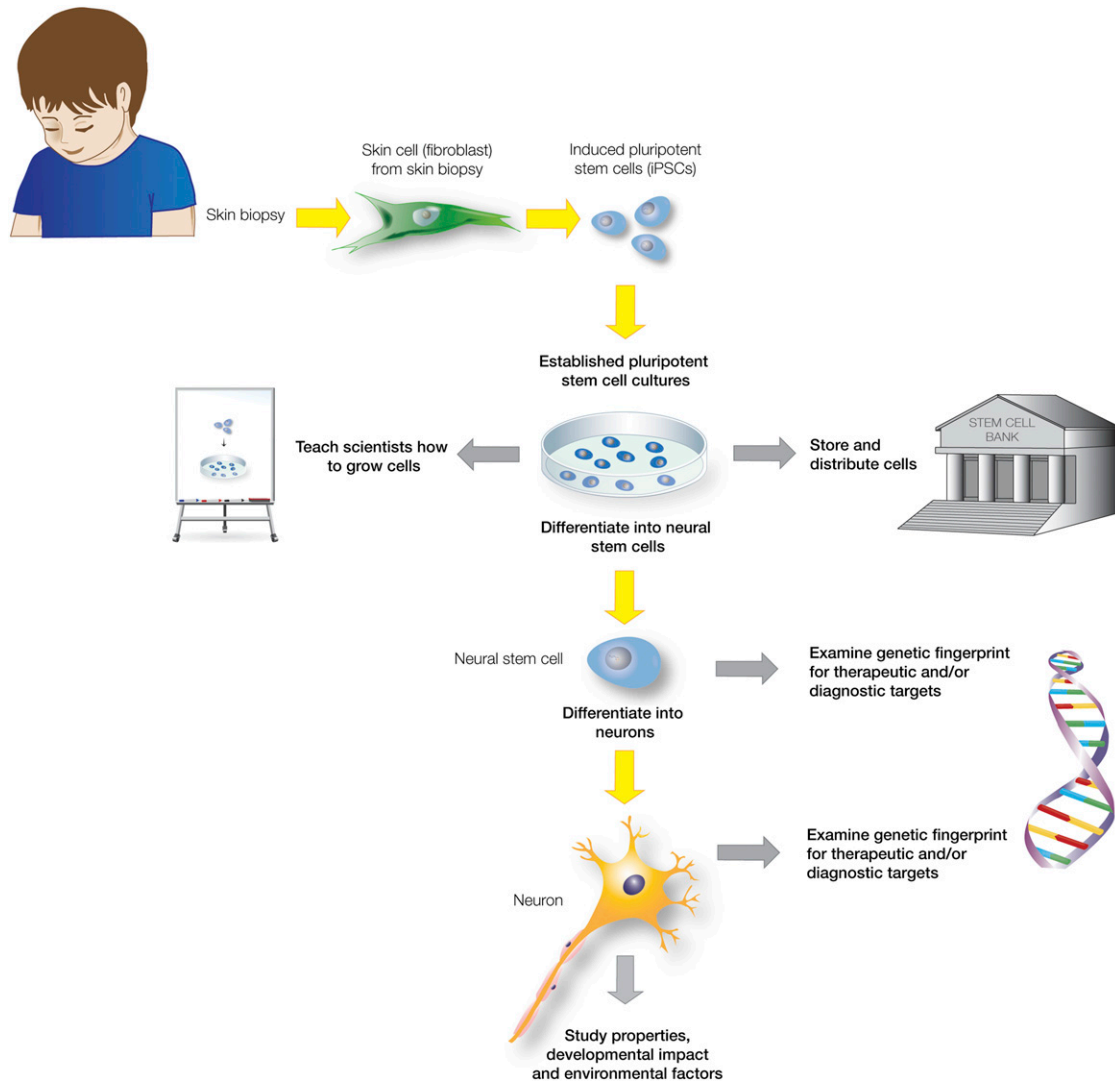 Skin biopsy
Skin cell (fibroblast)
from skin biopsy
Induced pluripotent
stem cells (iPSCs)
Established pluripotent
stem cell cultures
Teach scientists how
to grow cells
Store and
distribute cells
STEM CELL
BANK
Differentiate into neural
stem cells
Neural stem cell
Examine genetic fingerprint
for therapeutic and/or
diagnostic targets
Differentiate into
neurons
Neuron
Examine genetic fingerprint
for therapeutic and/or
diagnostic targets
Study properties,
developmental impact
and environmental factors